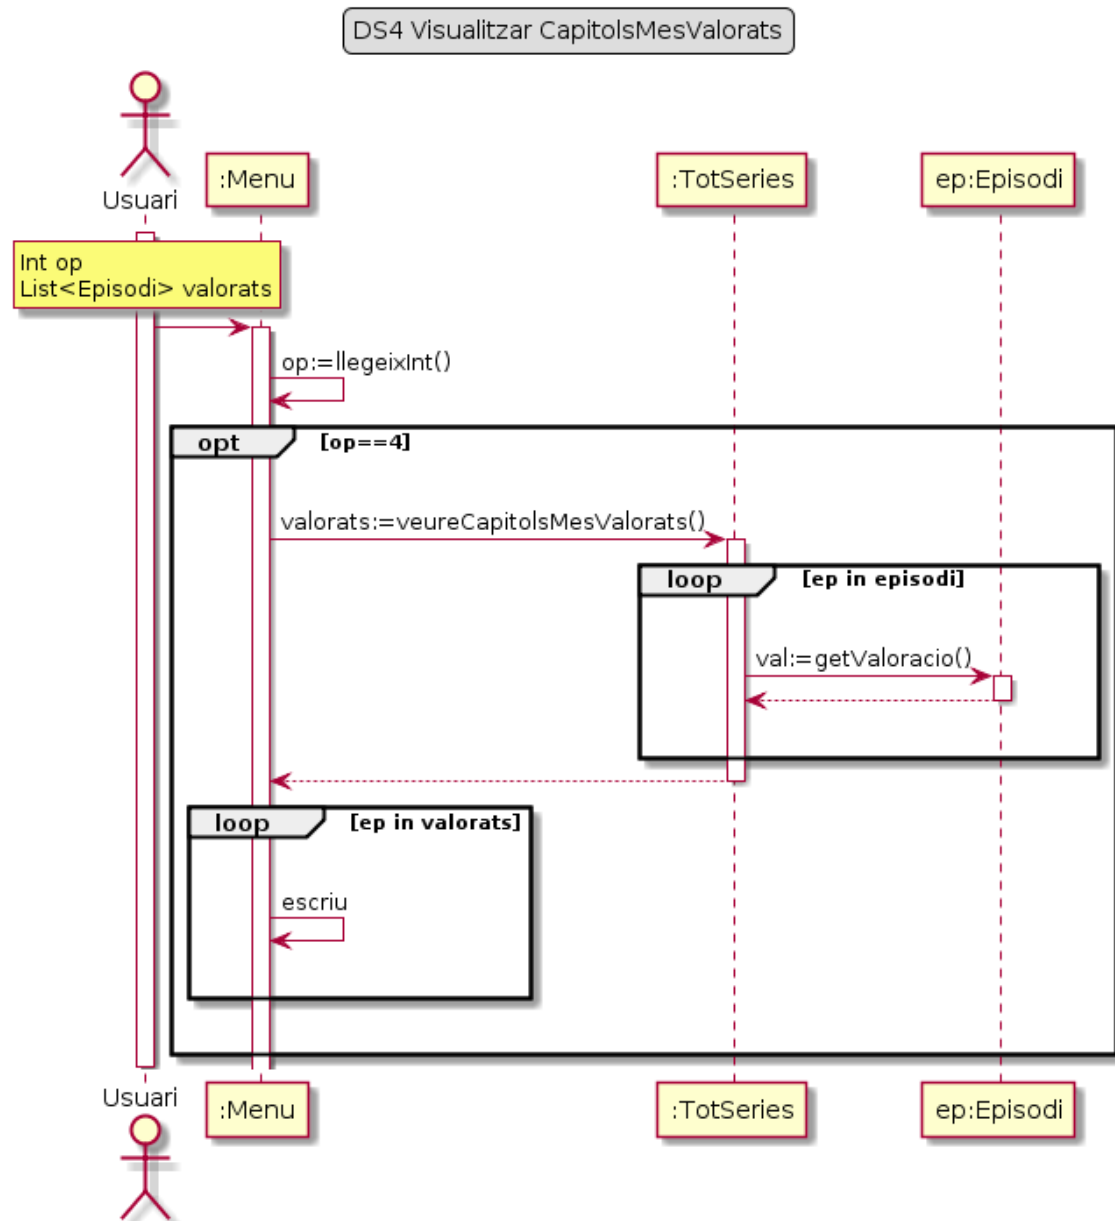 DS4 Visualitzar CapitolsMesValorats
Usuari
:Menu
:TotSeries
ep:Episodi
Int op
List<Episodi> valorats
op:=llegeixInt()
opt
[op==4]
valorats:=veureCapitolsMesValorats()
loop
[ep in episodi]
val:=getValoracio()
loop
[ep in valorats]
escriu
Usuari
:Menu
:TotSeries
ep:Episodi